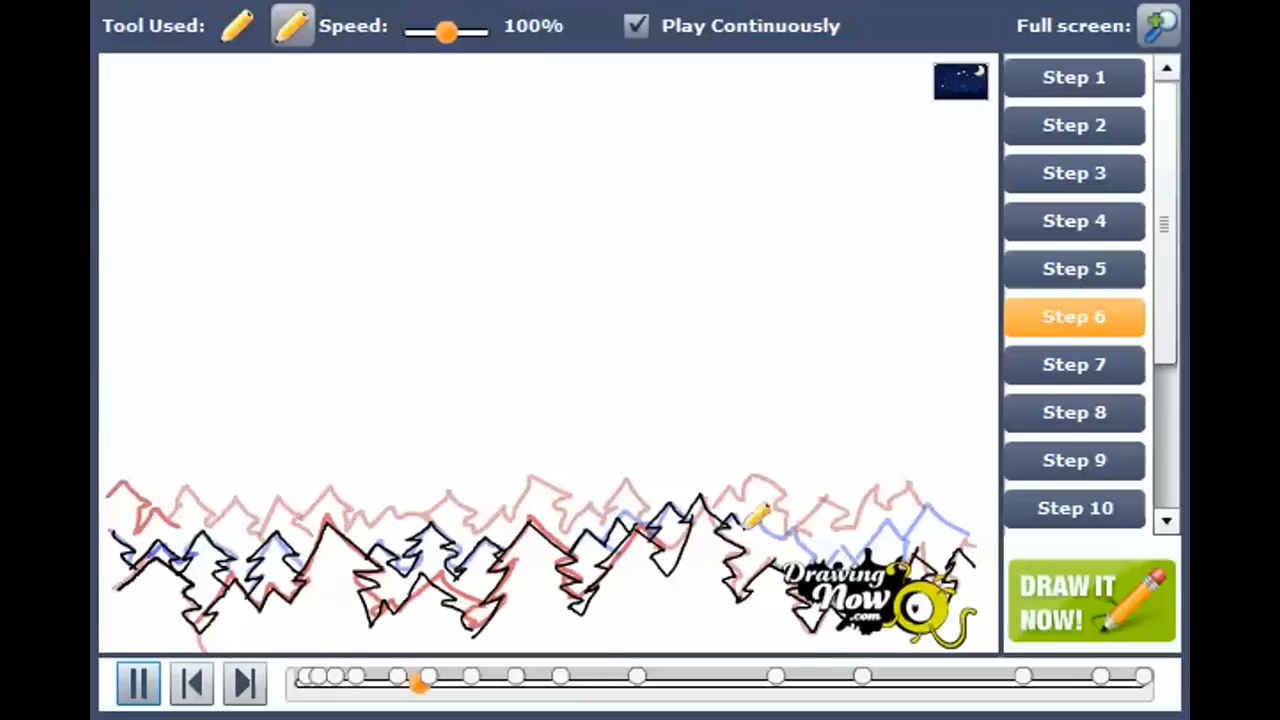 Tool Used: Speed: 100% Play Continuously Full screen:
Step 1
Step 2
Step 3
Step 4
Step 5
Step 6
Step 7
Step 8
Step 9
Step 10
Drawing
Now
.com
DRAW IT
NOW!